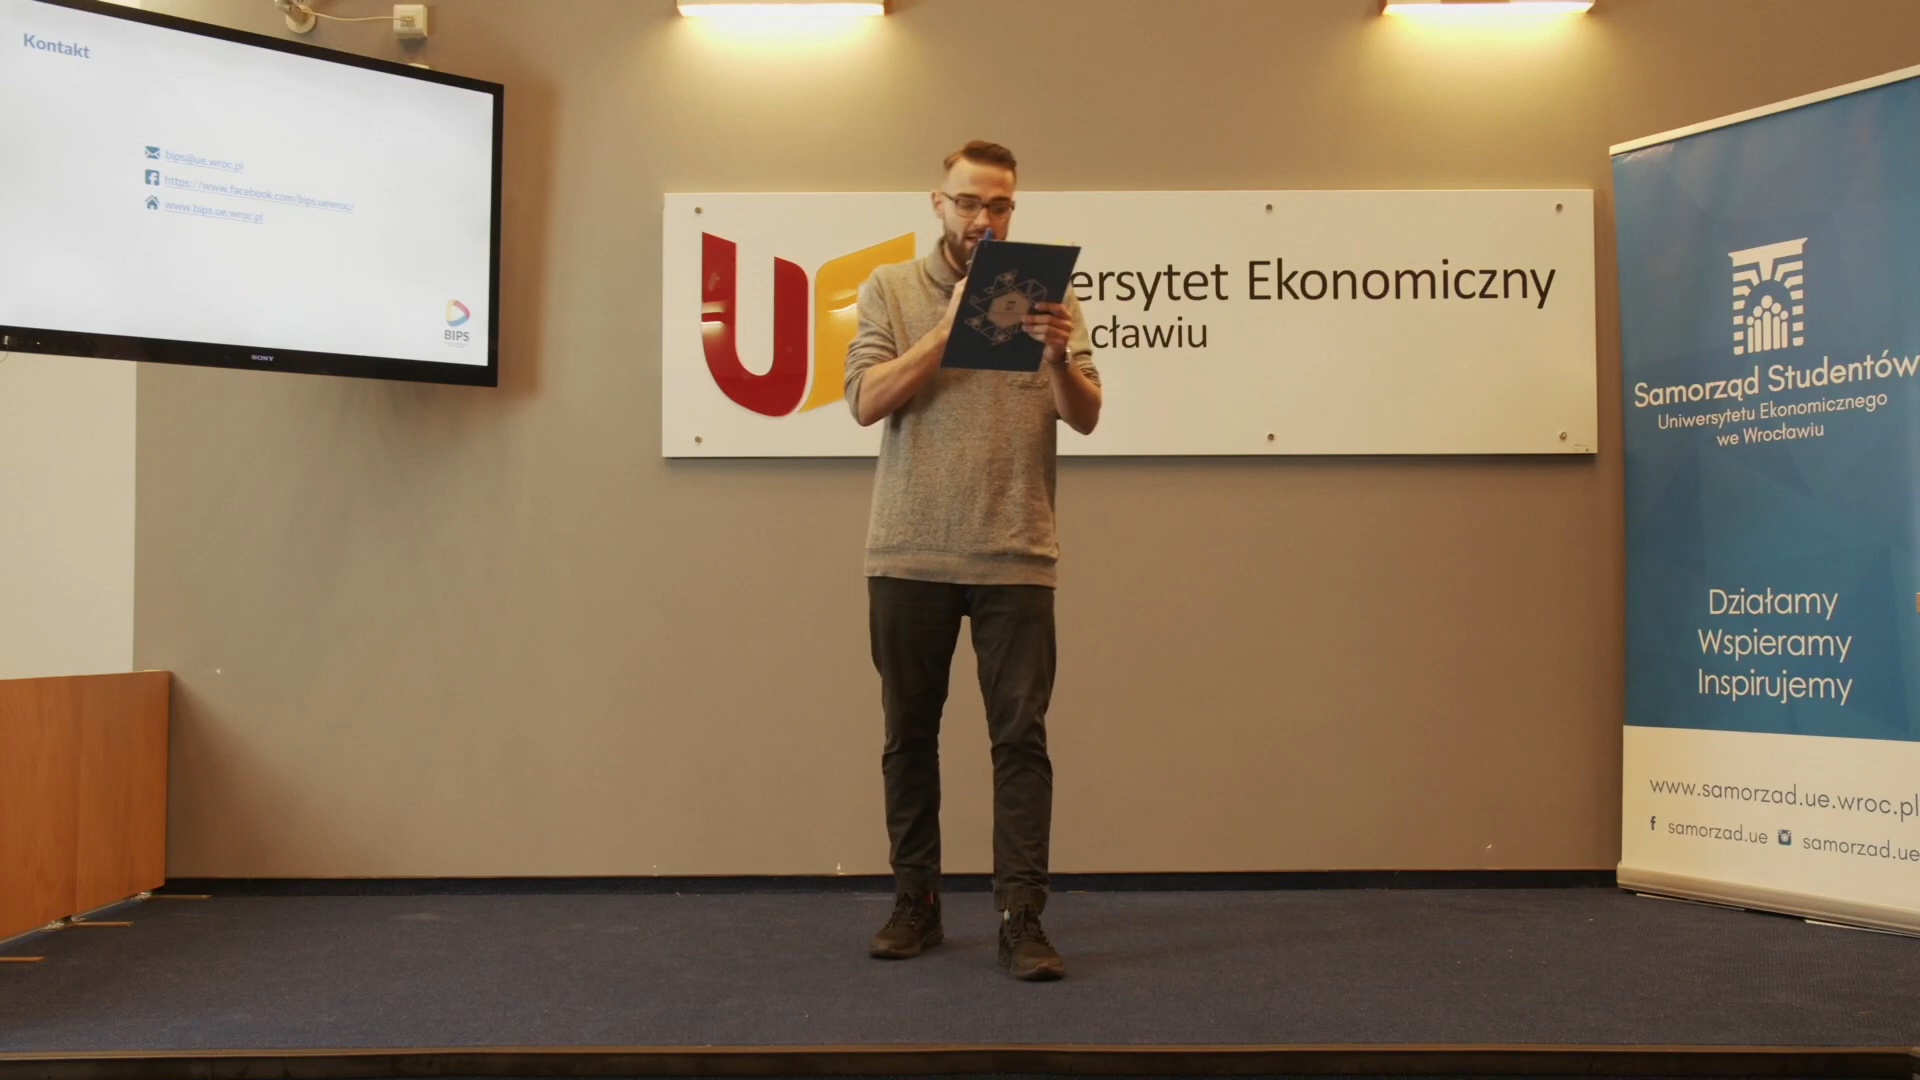 Kontakt
bips@ue.wroc.pl
https://www.facebook.com/bips.uewroc/
www.bips.ue.wroc.pl
BIPS
SONY
UE
ersytet Ekonomiczny
cławiu
Samorząd Studentów
Uniwersytetu Ekonomicznego
we Wrocławiu
Działamy
Wspieramy
Inspirujemy
www.samorzad.ue.wroc.pl
f samorzad.ue samorzad.ue